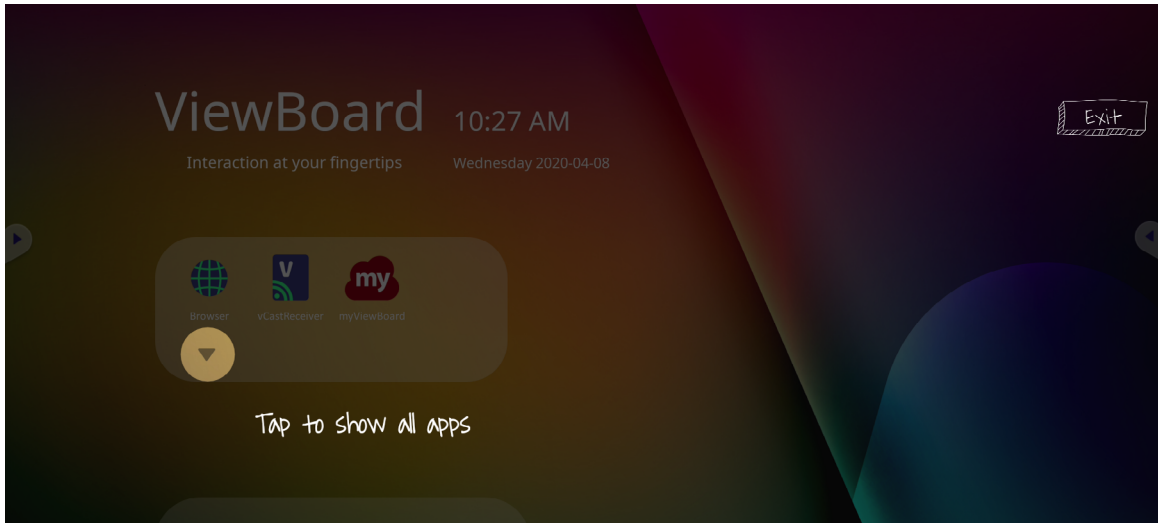 ViewBoard 10:27 AM
Interaction at your fingertips Wednesday 2020-04-08
Exit
V my
Browser vCastReceiver myViewBoard
Tap to show all apps